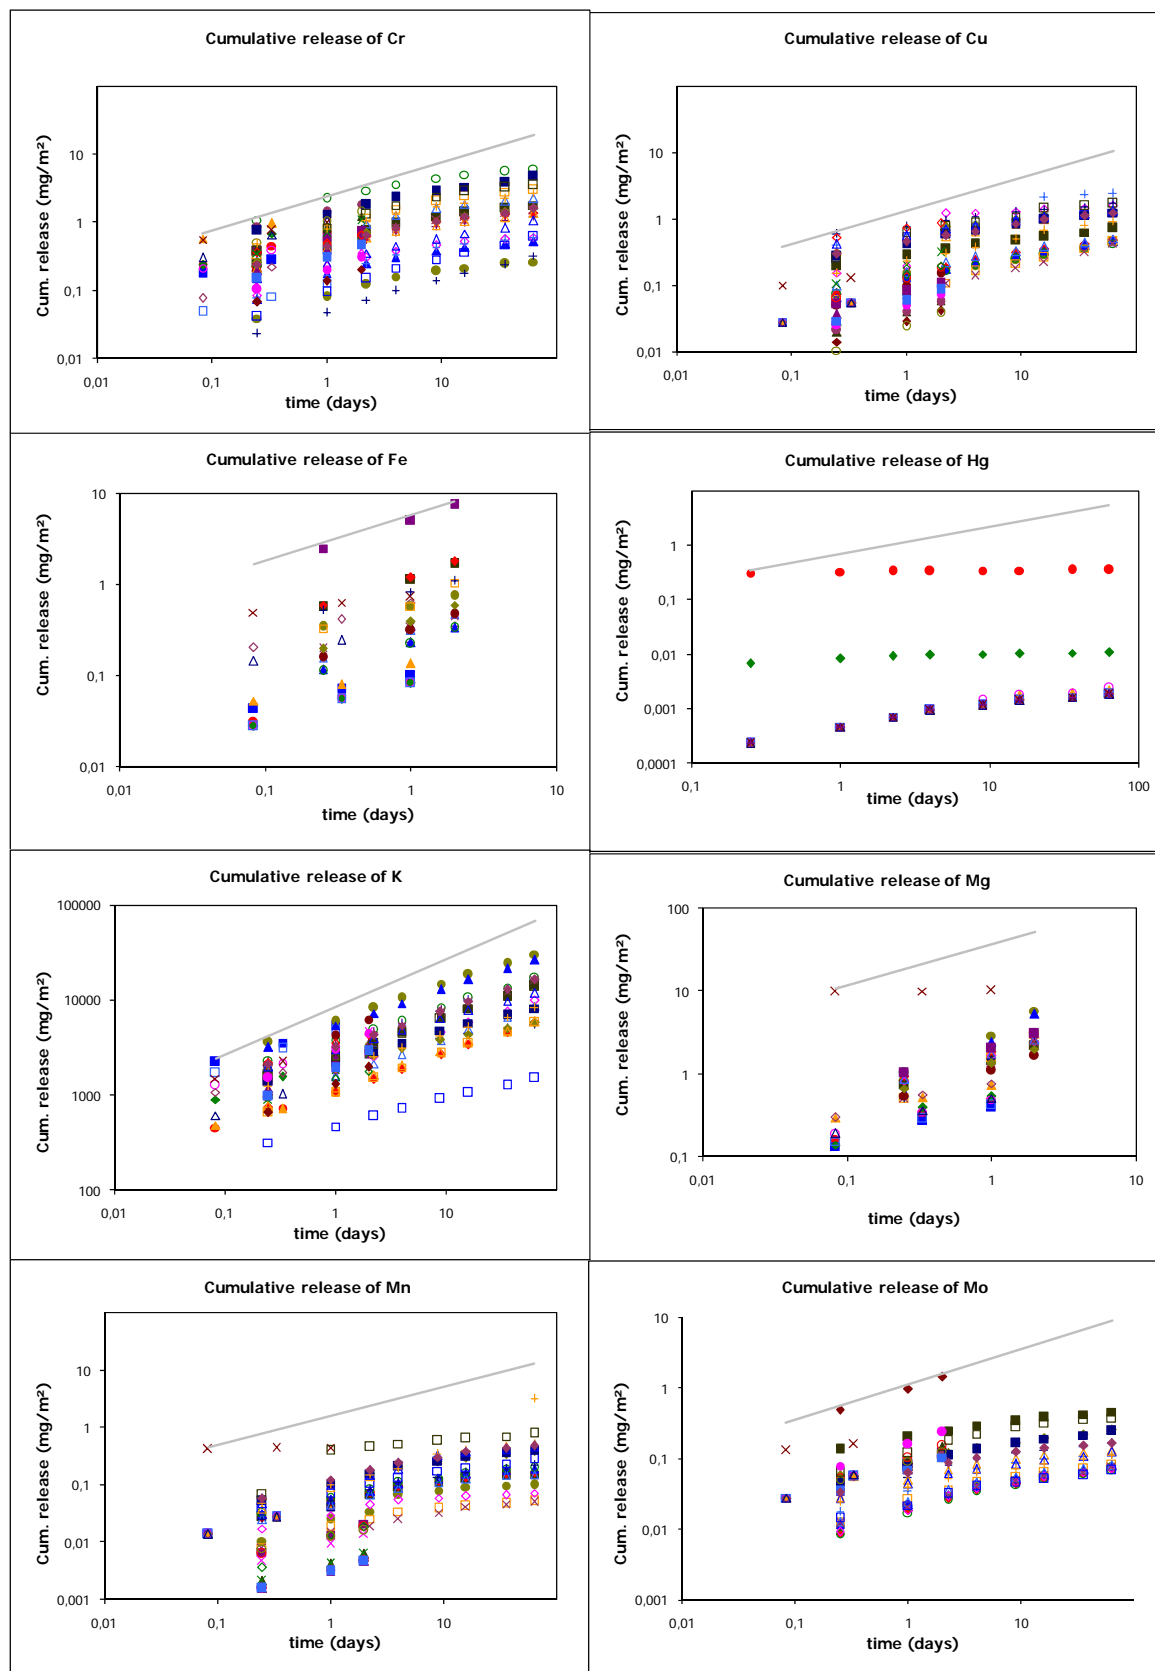 Cumulative release of Cr
Cum. release (mg/m²)
10
1
0,1
0,01
0,01
0,1
1
10
time (days)
Cumulative release of Cu
Cum. release (mg/m²)
10
1
0,1
0,01
0,01
0,1
1
10
time (days)
Cumulative release of Fe
Cum. release (mg/m²)
10
1
0,1
0,01
0,01
0,1
1
10
time (days)
Cumulative release of Hg
Cum. release (mg/m²)
1
0,1
0,01
0,001
0,0001
0,1
1
10
100
time (days)
Cumulative release of K
Cum. release (mg/m²)
100000
10000
1000
100
0,01
0,1
1
10
time (days)
Cumulative release of Mg
Cum. release (mg/m²)
100
10
1
0,1
0,01
0,1
1
10
time (days)
Cumulative release of Mn
Cum. release (mg/m²)
10
1
0,1
0,01
0,001
0,01
0,1
1
10
time (days)
Cumulative release of Mo
Cum. release (mg/m²)
10
1
0,1
0,01
0,001
0,01
0,1
1
10
time (days)